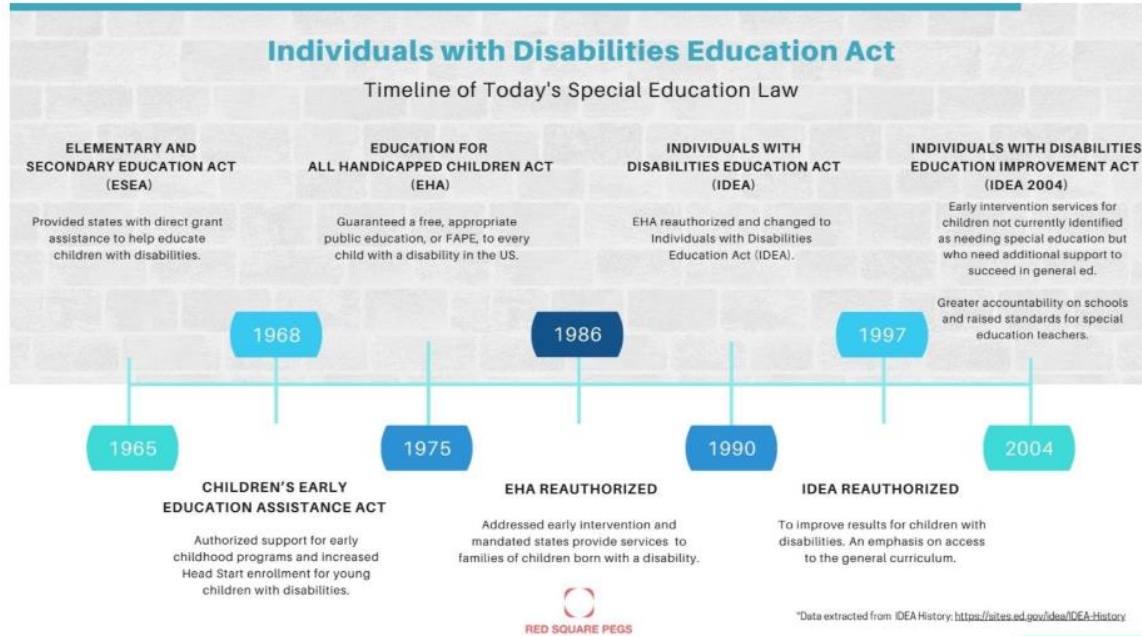 Individuals with Disabilities Education Act
Timeline of Today's Special Education Law
ELEMENTARY AND
SECONDARY EDUCATION ACT
(ESEA)
Provided states with direct grant
assistance to help educate
children with disabilities.
EDUCATION FOR
ALL HANDICAPPED CHILDREN ACT
(EHA)
Guaranteed a free, appropriate
public education, or FAPE, to every
child with a disability in the US.
INDIVIDUALS WITH
DISABILITIES EDUCATION ACT
(IDEA)
EHA reauthorized and changed to
Individuals with Disabilities
Education Act (IDEA).
INDIVIDUALS WITH DISABILITIES
EDUCATION IMPROVEMENT ACT
(IDEA 2004)
Early intervention services for
children not currently identified
as needing special education but
who need additional support to
succeed in general ed.
Greater accountability on schools
and raised standards for special
education teachers.
1968
1986
1997
1965
1975
1990
2004
CHILDREN'S EARLY
EDUCATION ASSISTANCE ACT
Authorized support for early
childhood programs and increased
Head Start enrollment for young
children with disabilities.
EHA REAUTHORIZED
Addressed early intervention and
mandated states provide services to
families of children born with a disability.
IDEA REAUTHORIZED
To improve results for children with
disabilities. An emphasis on access
to the general curriculum.
RED SQUARE PEGS
*Data extracted from IDEA History; https://sites.ed.gov/idea/IDEA-History